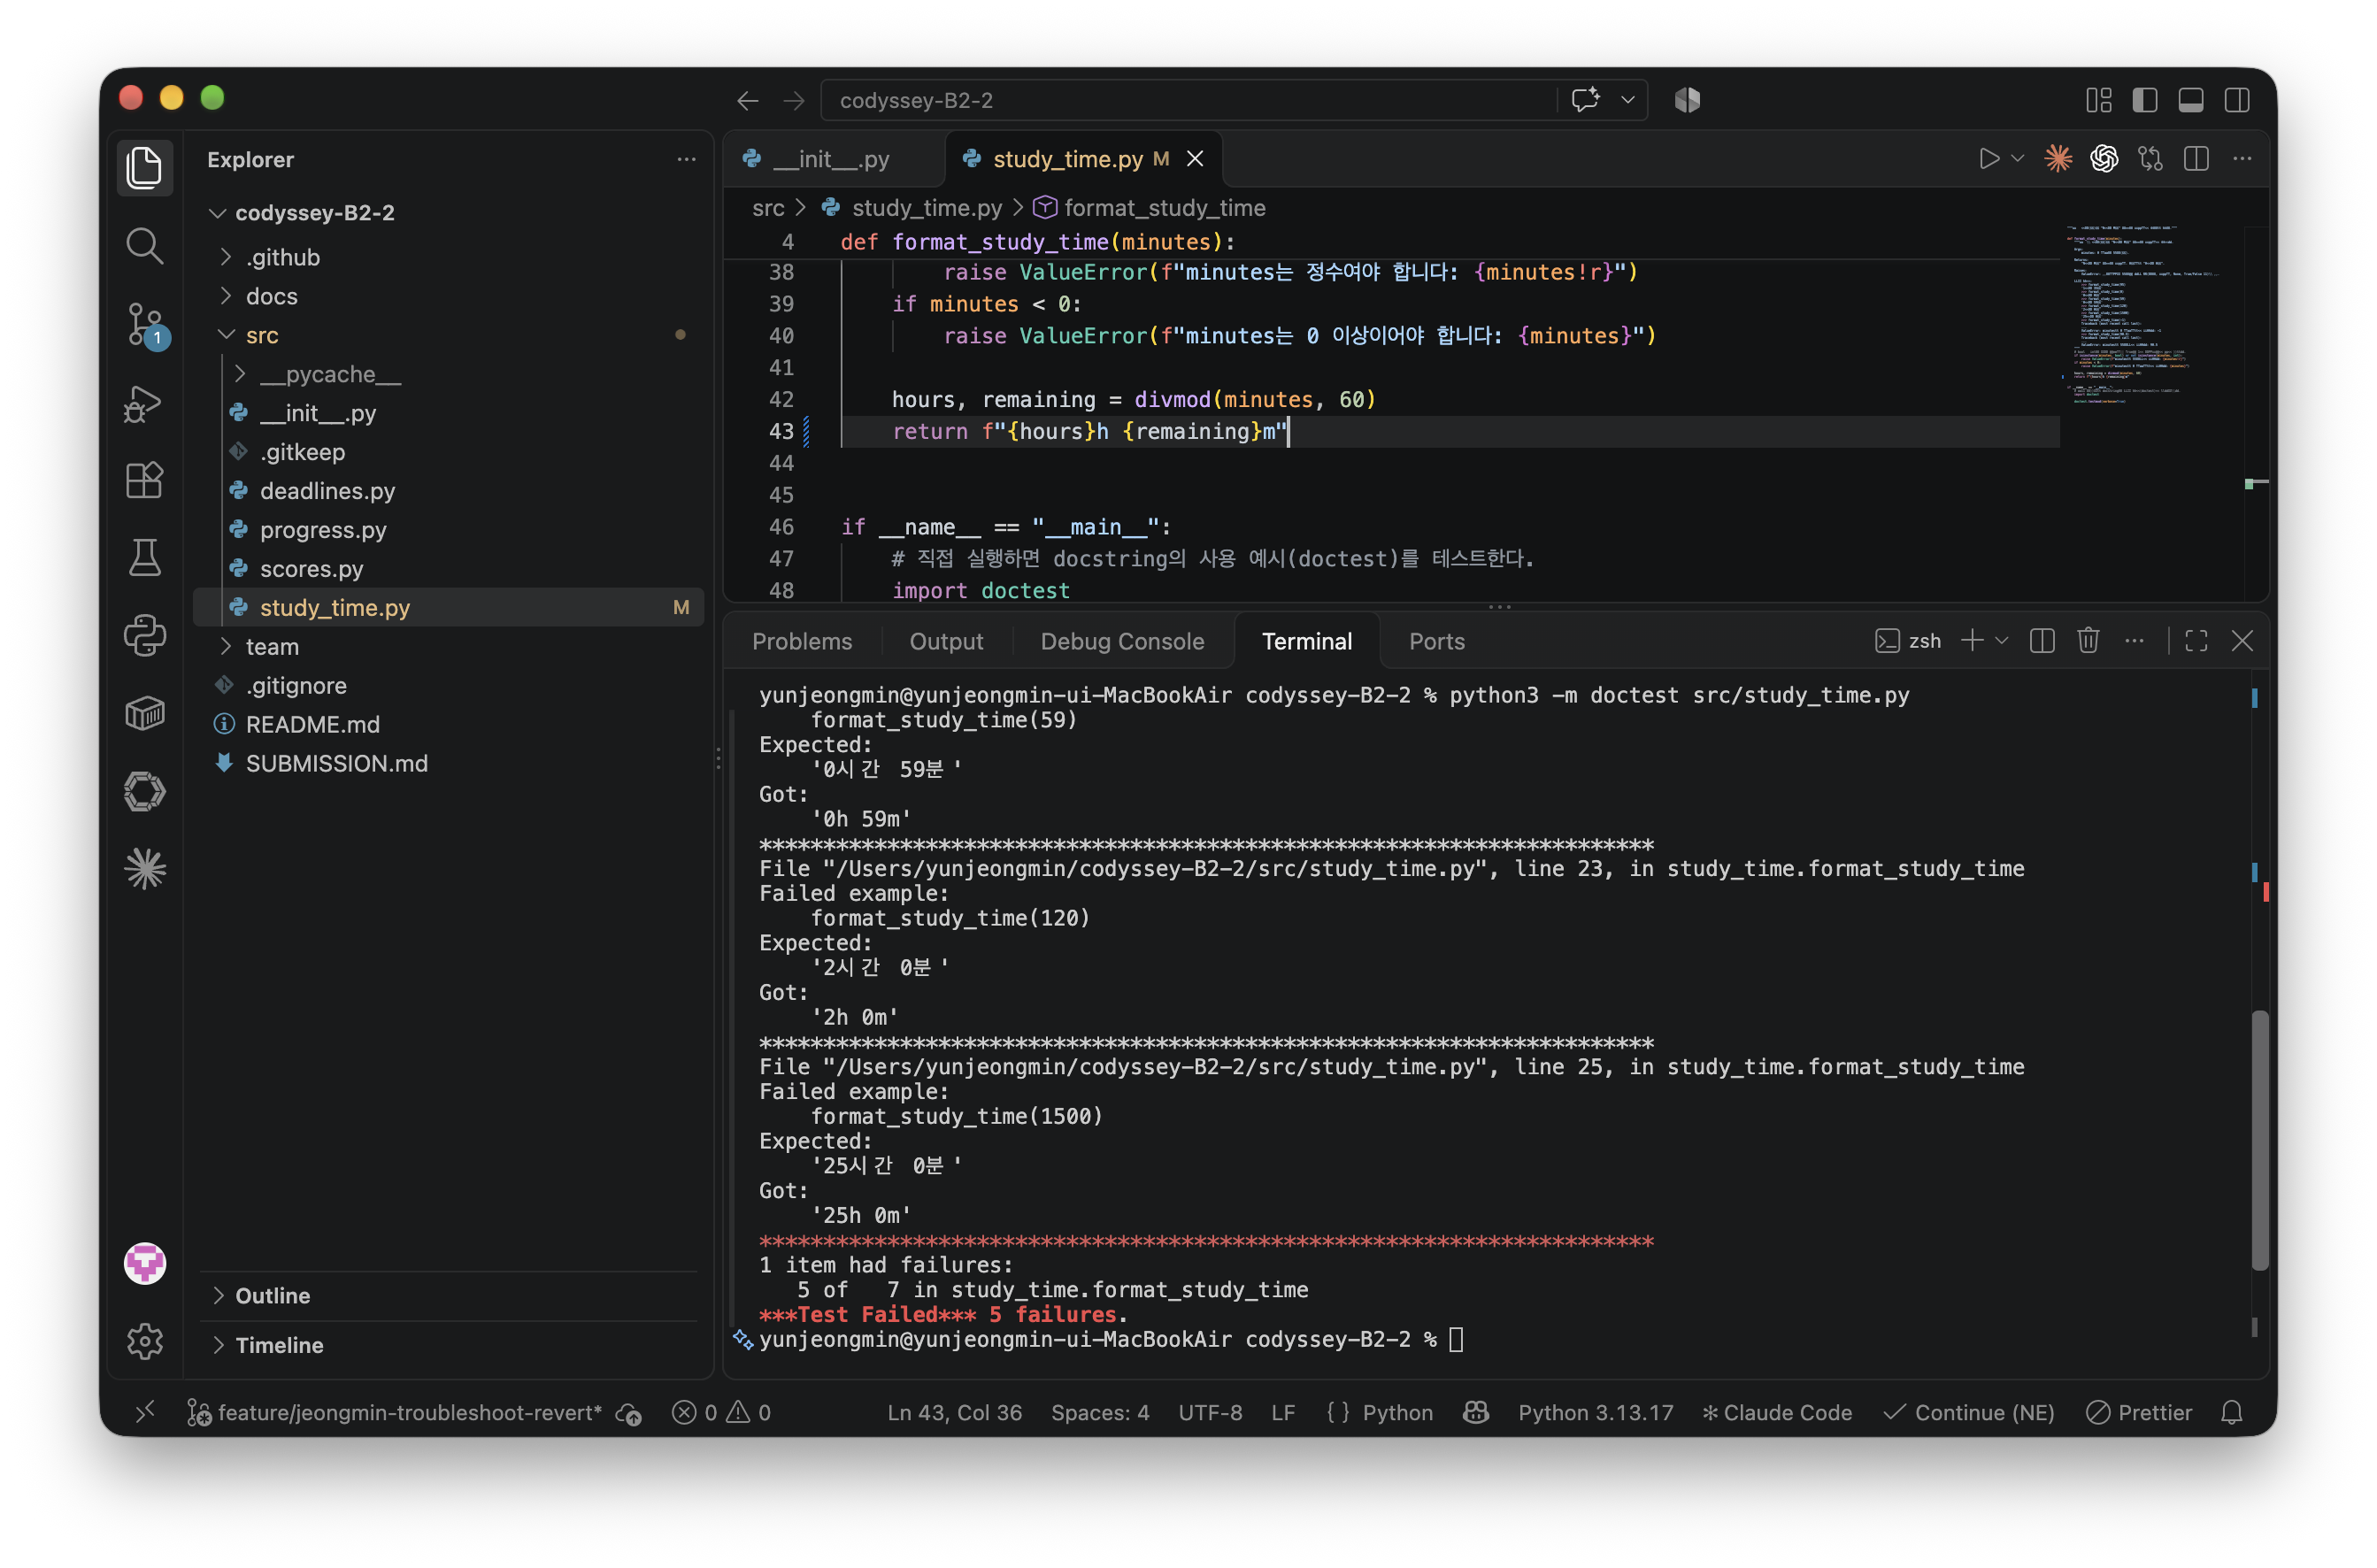 codyssey-B2-2
Explorer
codyssey-B2-2
.github
docs
src
__pycache__
__init__.py
.gitkeep
deadlines.py
progress.py
scores.py
study_time.py M
team
.gitignore
README.md
SUBMISSION.md
Outline
Timeline
1
__init__.py
study_time.py M
src > study_time.py > format_study_time
4 def format_study_time(minutes):
38 raise ValueError(f"minutes는 정수여야 합니다: {minutes!r}")
39 if minutes < 0:
40 raise ValueError(f"minutes는 0 이상이어야 합니다: {minutes}")
41
42 hours, remaining = divmod(minutes, 60)
43 return f"{hours}h {remaining}m"
44
45
46 if __name__ == "__main__":
47 # 직접 실행하면 docstring의 사용 예시(doctest)를 테스트한다.
48 import doctest
Problems Output Debug Console Terminal Ports
zsh
yunjeongmin@yunjeongmin-ui-MacBookAir codyssey-B2-2 % python3 -m doctest src/study_time.py
format_study_time(59)
Expected:
'0시간 59분'
Got:
'0h 59m'
**********************************************************************
File "/Users/yunjeongmin/codyssey-B2-2/src/study_time.py", line 23, in study_time.format_study_time
Failed example:
format_study_time(120)
Expected:
'2시간 0분'
Got:
'2h 0m'
**********************************************************************
File "/Users/yunjeongmin/codyssey-B2-2/src/study_time.py", line 25, in study_time.format_study_time
Failed example:
format_study_time(1500)
Expected:
'25시간 0분'
Got:
'25h 0m'
**********************************************************************
1 item had failures:
5 of 7 in study_time.format_study_time
***Test Failed*** 5 failures.
yunjeongmin@yunjeongmin-ui-MacBookAir codyssey-B2-2 %
feature/jeongmin-troubleshoot-revert* 0 0 Ln 43, Col 36 Spaces: 4 UTF-8 LF {} Python Python 3.13.17 Claude Code Continue (NE) Prettier